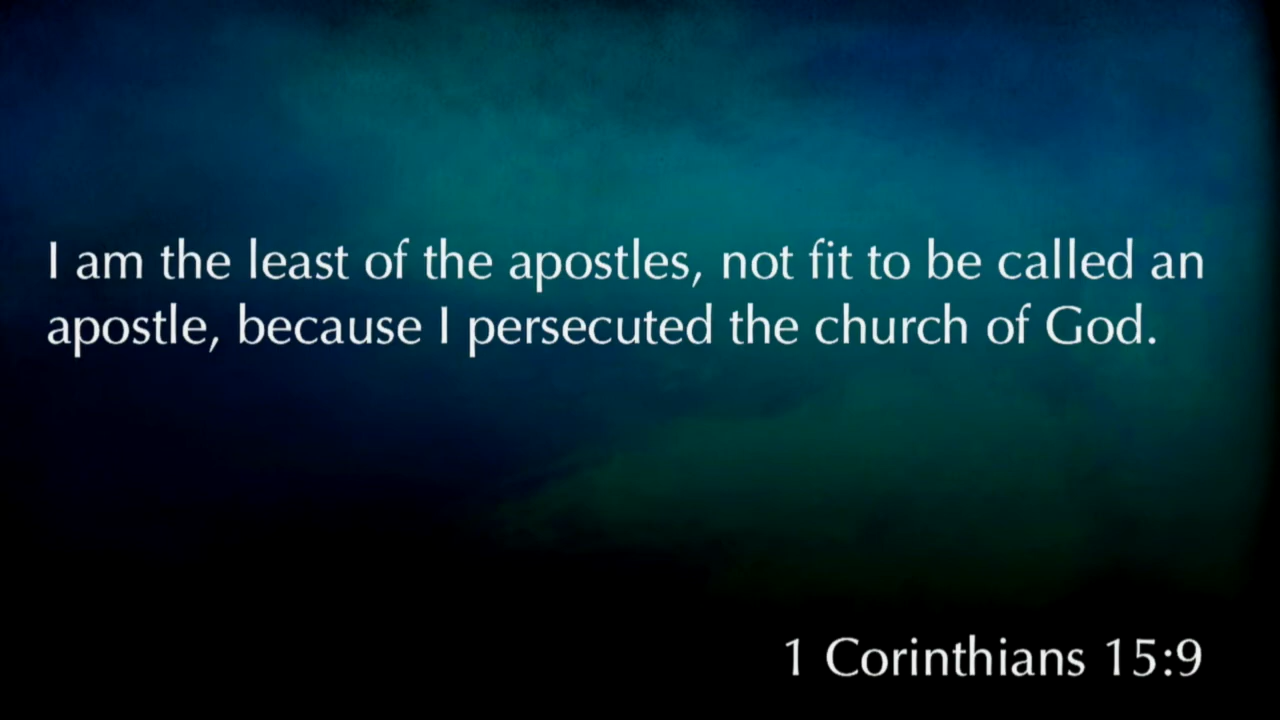 I am the least of the apostles, not fit to be called an
apostle, because I persecuted the church of God.
1 Corinthians 15:9